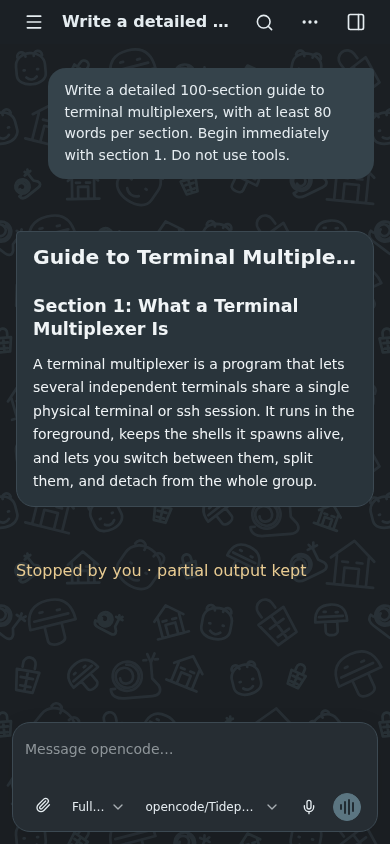 Write a detailed ...
Write a detailed 100-section guide to
terminal multiplexers, with at least 80
words per section. Begin immediately
with section 1. Do not use tools.
Guide to Terminal Multiple...
Section 1: What a Terminal
Multiplexer Is
A terminal multiplexer is a program that lets
several independent terminals share a single
physical terminal or ssh session. It runs in the
foreground, keeps the shells it spawns alive,
and lets you switch between them, split
them, and detach from the whole group.
Stopped by you · partial output kept
Message opencode...
Full... opencode/Tidep...